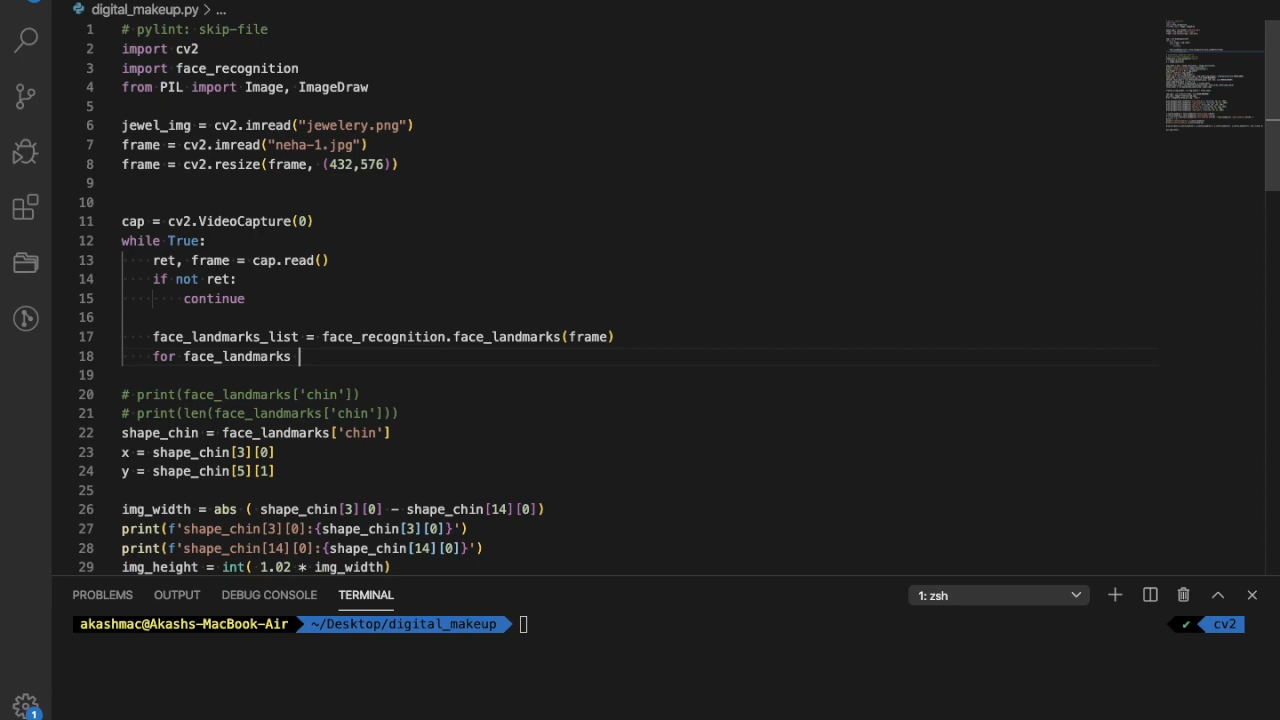 digital_makeup.py > ...
1 # pylint: skip-file
2 import cv2
3 import face_recognition
4 from PIL import Image, ImageDraw
5
6 jewel_img = cv2.imread("jewelery.png")
7 frame = cv2.imread("neha-1.jpg")
8 frame = cv2.resize(frame, (432,576))
9
10
11 cap = cv2.VideoCapture(0)
12 while True:
13     ret, frame = cap.read()
14     if not ret:
15         continue
16
17     face_landmarks_list = face_recognition.face_landmarks(frame)
18     for face_landmarks
19
20 # print(face_landmarks['chin'])
21 # print(len(face_landmarks['chin']))
22 shape_chin = face_landmarks['chin']
23 x = shape_chin[3][0]
24 y = shape_chin[5][1]
25
26 img_width = abs ( shape_chin[3][0] - shape_chin[14][0])
27 print(f'shape_chin[3][0]:{shape_chin[3][0]}')
28 print(f'shape_chin[14][0]:{shape_chin[14][0]}')
29 img_height = int( 1.02 * img_width)
PROBLEMS OUTPUT DEBUG CONSOLE TERMINAL 1: zsh
akashmac@Akashs-MacBook-Air ~/Desktop/digital_makeup ✔ cv2
1